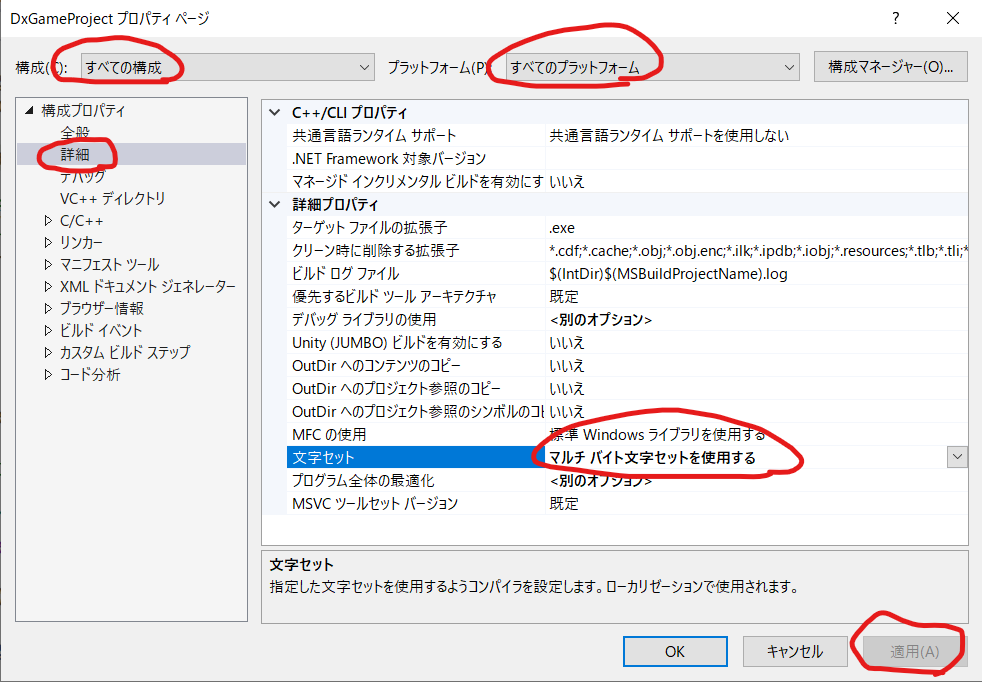 DxGameProject プロパティ ページ
? ×
構成(C): すべての構成 プラットフォーム(P): すべてのプラットフォーム 構成マネージャー(O)...
構成プロパティ
全般
詳細
デバッグ
VC++ ディレクトリ
C/C++
リンカー
マニフェスト ツール
XML ドキュメント ジェネレーター
ブラウザー情報
ビルド イベント
カスタム ビルド ステップ
コード分析
C++/CLI プロパティ
共通言語ランタイム サポート 共通言語ランタイム サポートを使用しない
.NET Framework 対象バージョン
マネージド インクリメンタル ビルドを有効にす いいえ
詳細プロパティ
ターゲット ファイルの拡張子 .exe
クリーン時に削除する拡張子 *.cdf;*.cache;*.obj;*.obj.enc;*.ilk;*.ipdb;*.iobj;*.resources;*.tlb;*.tli;*
ビルド ログ ファイル $(IntDir)$(MSBuildProjectName).log
優先するビルド ツール アーキテクチャ 既定
デバッグ ライブラリの使用 <別のオプション>
Unity (JUMBO) ビルドを有効にする いいえ
OutDir へのコンテンツのコピー いいえ
OutDir へのプロジェクト参照のコピー いいえ
OutDir へのプロジェクト参照のシンボルのコピ いいえ
MFC の使用 標準 Windows ライブラリを使用する
文字セット マルチ バイト文字セットを使用する
プログラム全体の最適化 <別のオプション>
MSVC ツールセット バージョン 既定
文字セット
指定した文字セットを使用するようコンパイラを設定します。ローカリゼーションで使用されます。
OK キャンセル 適用(A)